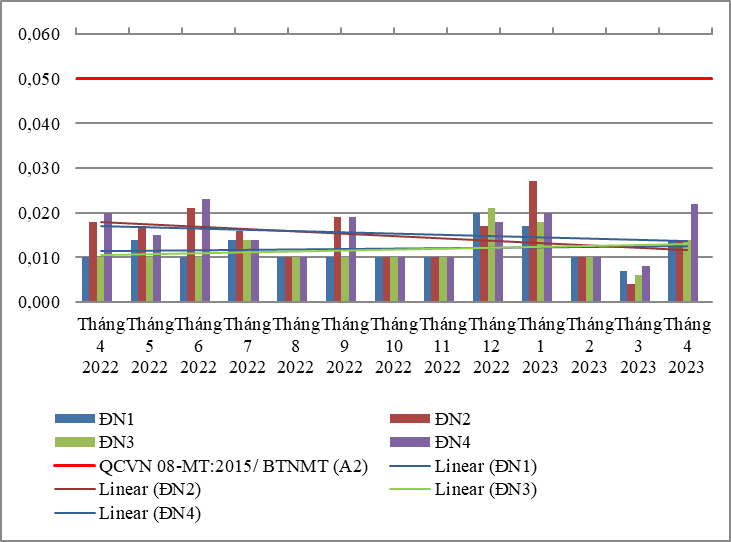 0,060
0,050
0,040
0,030
0,020
0,010
0,000
Tháng Tháng Tháng Tháng Tháng Tháng Tháng Tháng Tháng Tháng Tháng Tháng Tháng
4 5 6 7 8 9 10 11 12 1 2 3 4
2022 2022 2022 2022 2022 2022 2022 2022 2022 2023 2023 2023 2023
ĐN1 ĐN2
ĐN3 ĐN4
QCVN 08-MT:2015/ BTNMT (A2) Linear (ĐN1)
Linear (ĐN2) Linear (ĐN3)
Linear (ĐN4)